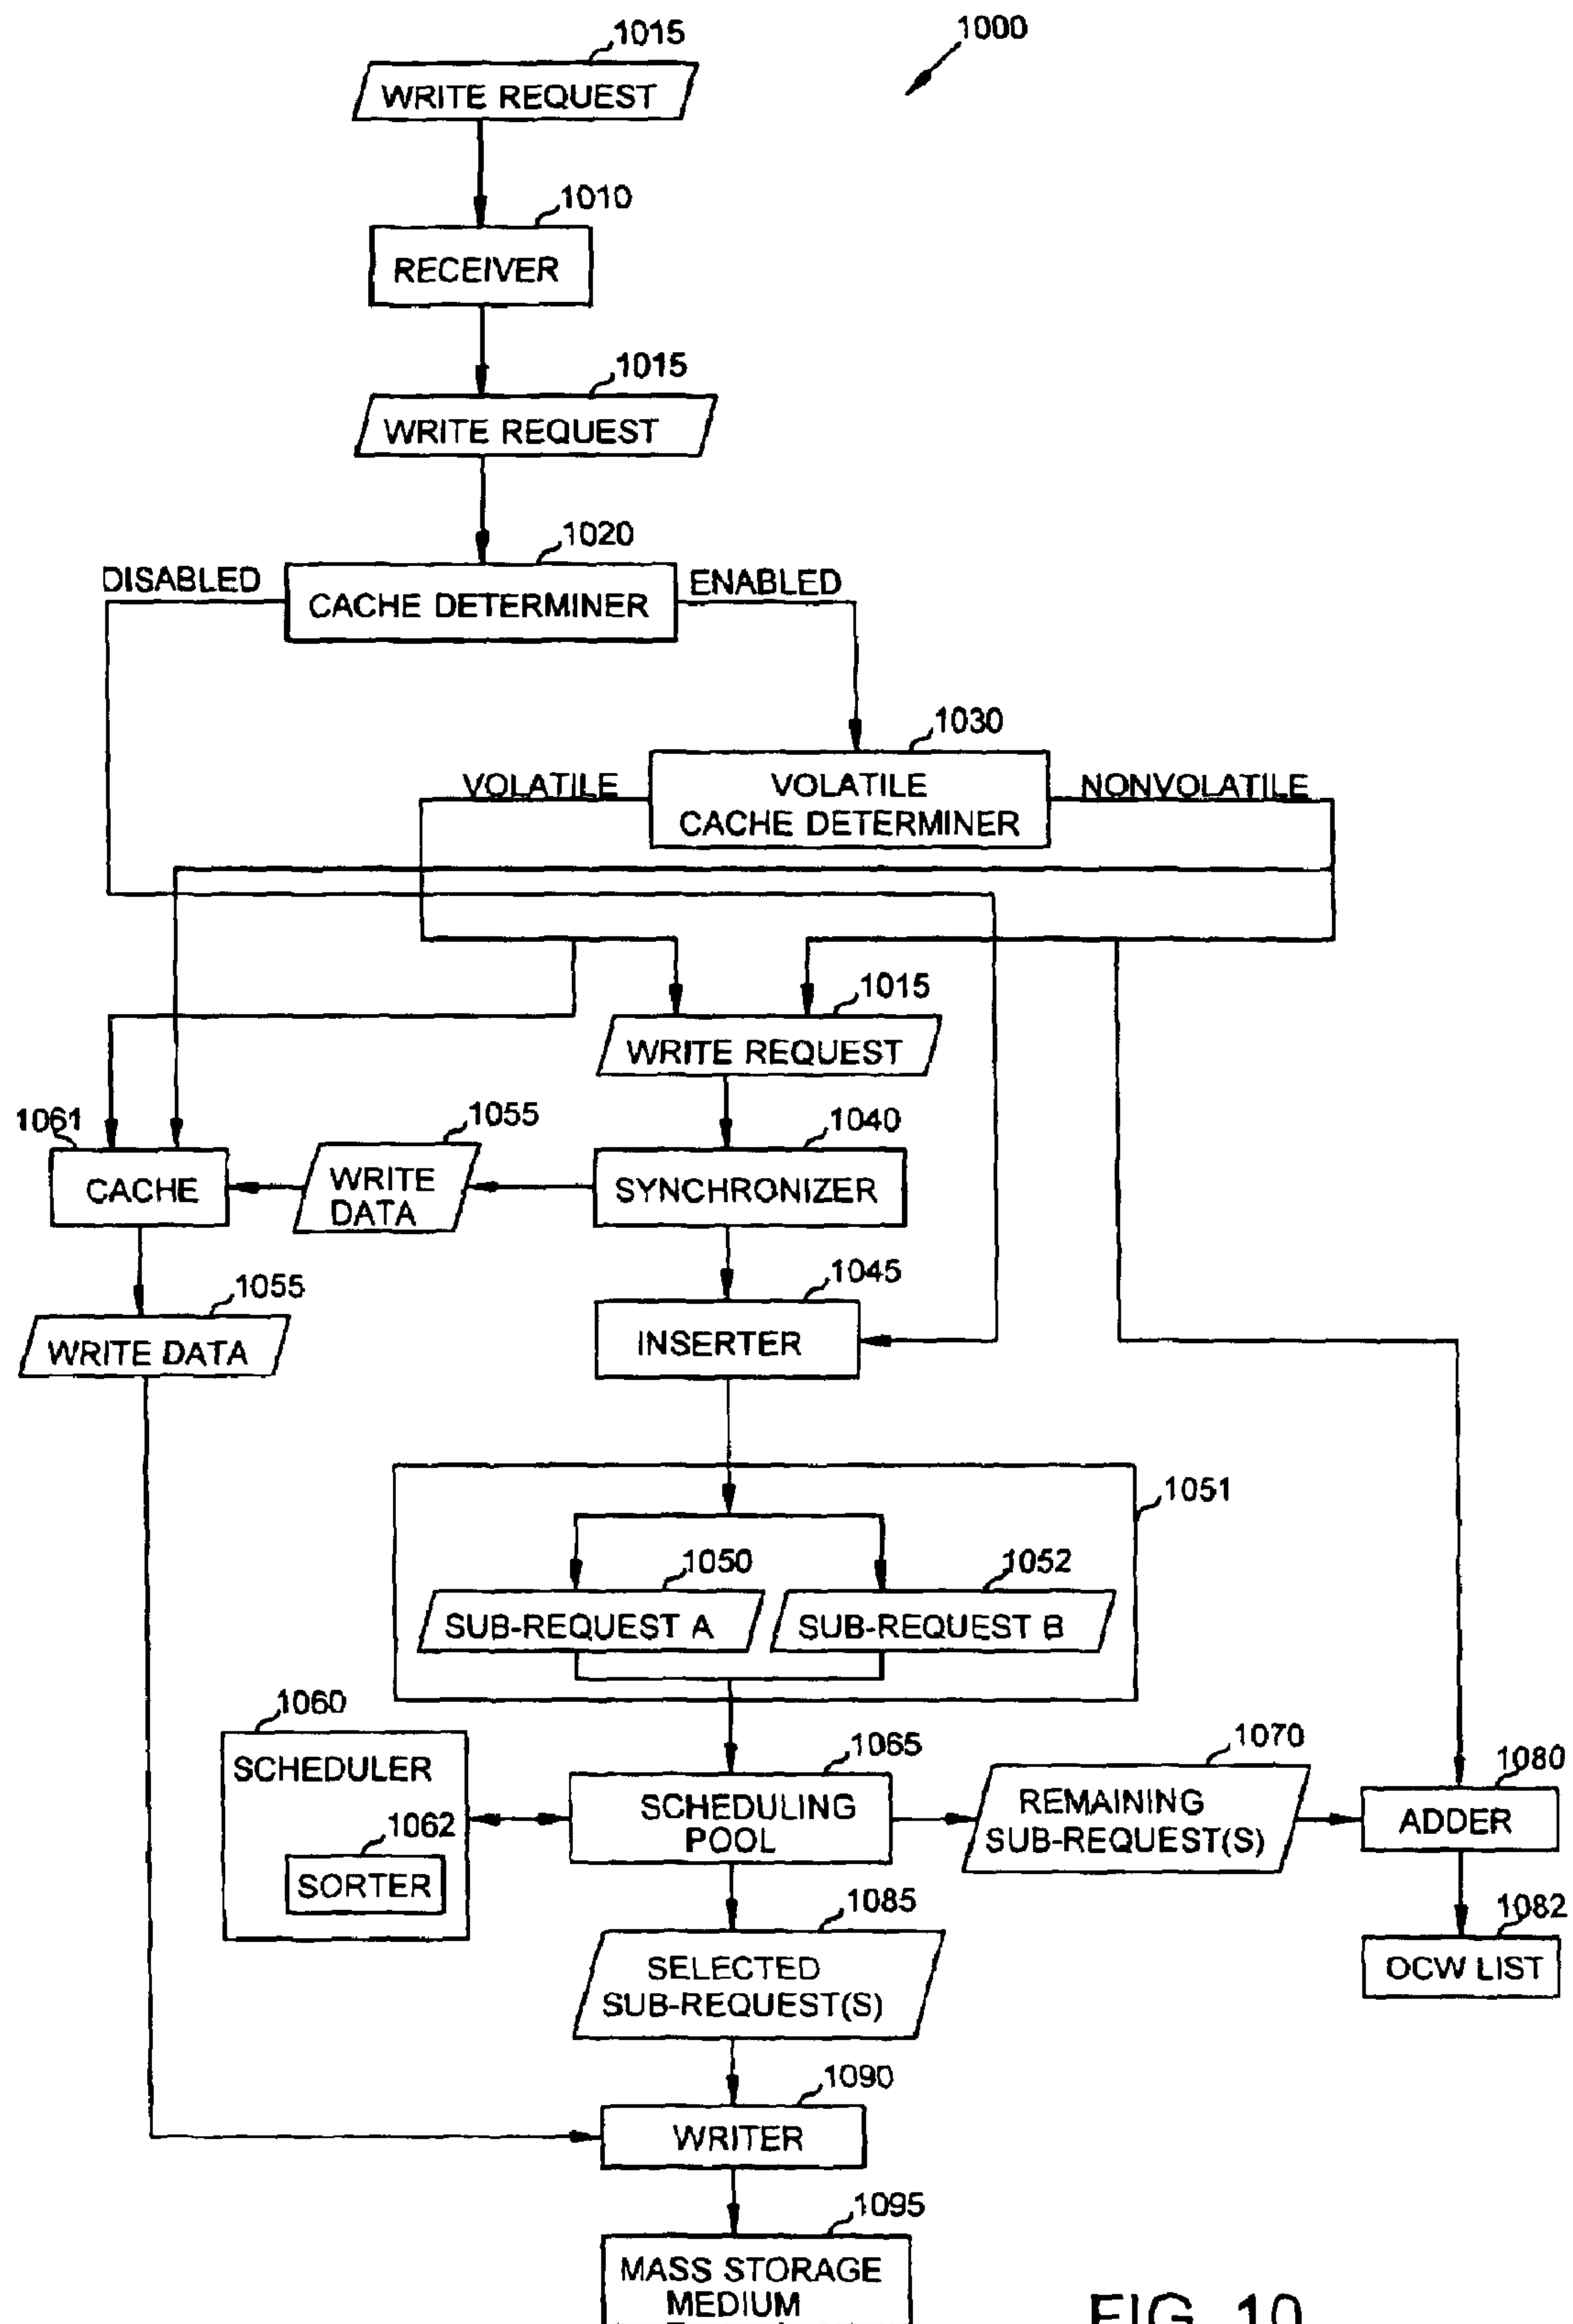 1000
1015
WRITE REQUEST
1010
RECEIVER
1015
WRITE REQUEST
1020
DISABLED
CACHE DETERMINER
ENABLED
1030
VOLATILE
VOLATILE
CACHE DETERMINER
NONVOLATILE
1015
WRITE REQUEST
1061
CACHE
1055
WRITE
DATA
1040
SYNCHRONIZER
1055
WRITE DATA
1045
INSERTER
1051
1050
SUB-REQUEST A
1052
SUB-REQUEST B
1060
SCHEDULER
1062
SORTER
1065
SCHEDULING
POOL
1070
REMAINING
SUB-REQUEST(S)
1080
ADDER
1082
OCW LIST
1085
SELECTED
SUB-REQUEST(S)
1090
WRITER
1095
MASS STORAGE
MEDIUM
FIG. 10